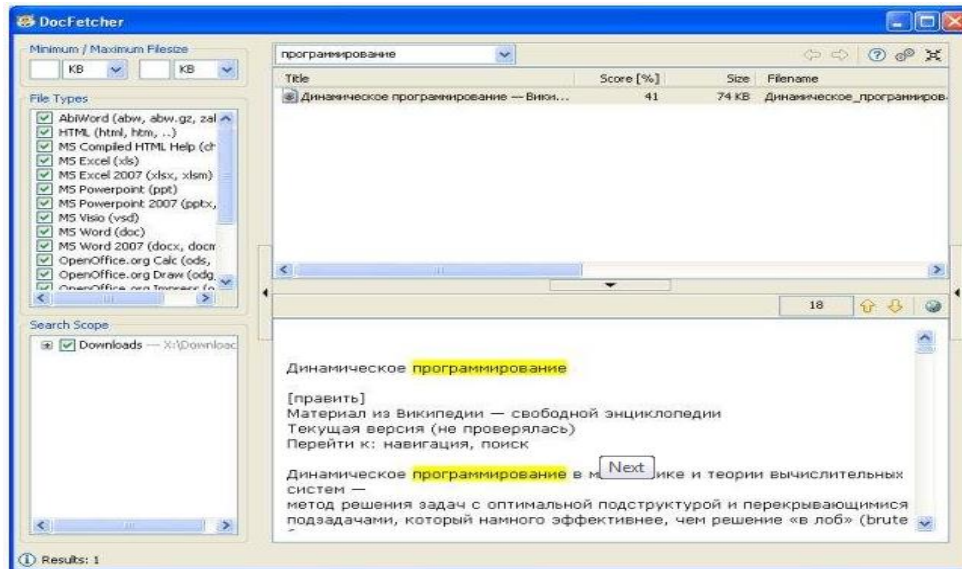 DocFetcher
Minimum / Maximum Filesize
KB KB
File Types
AbiWord (abw, abw.gz, zal
HTML (html, htm, ..)
MS Compiled HTML Help (ch
MS Excel (xls)
MS Excel 2007 (xlsx, xlsm)
MS Powerpoint (ppt)
MS Powerpoint 2007 (pptx,
MS Visio (vsd)
MS Word (doc)
MS Word 2007 (docx, docm
OpenOffice.org Calc (ods,
OpenOffice.org Draw (odg,
OpenOffice.org Impress (o
Search Scope
Downloads — X:\Downloac
программирование
Title Score [%] Size Filename
Динамическое программирование — Вики... 41 74 KB Динамическое_программиров
18
Динамическое программирование
[править]
Материал из Википедии — свободной энциклопедии
Текущая версия (не проверялась)
Перейти к: навигация, поиск
Динамическое программирование в м Next ике и теории вычислительных
систем —
метод решения задач с оптимальной подструктурой и перекрывающимися
подзадачами, который намного эффективнее, чем решение «в лоб» (brute
Results: 1